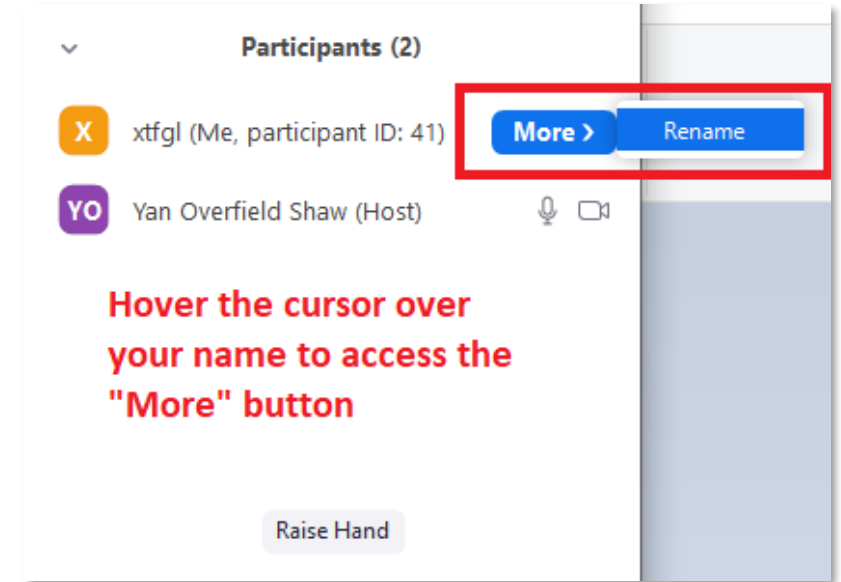 Participants (2)
X xtfgl (Me, participant ID: 41) More > Rename
YO Yan Overfield Shaw (Host)
Hover the cursor over
your name to access the
"More" button
Raise Hand